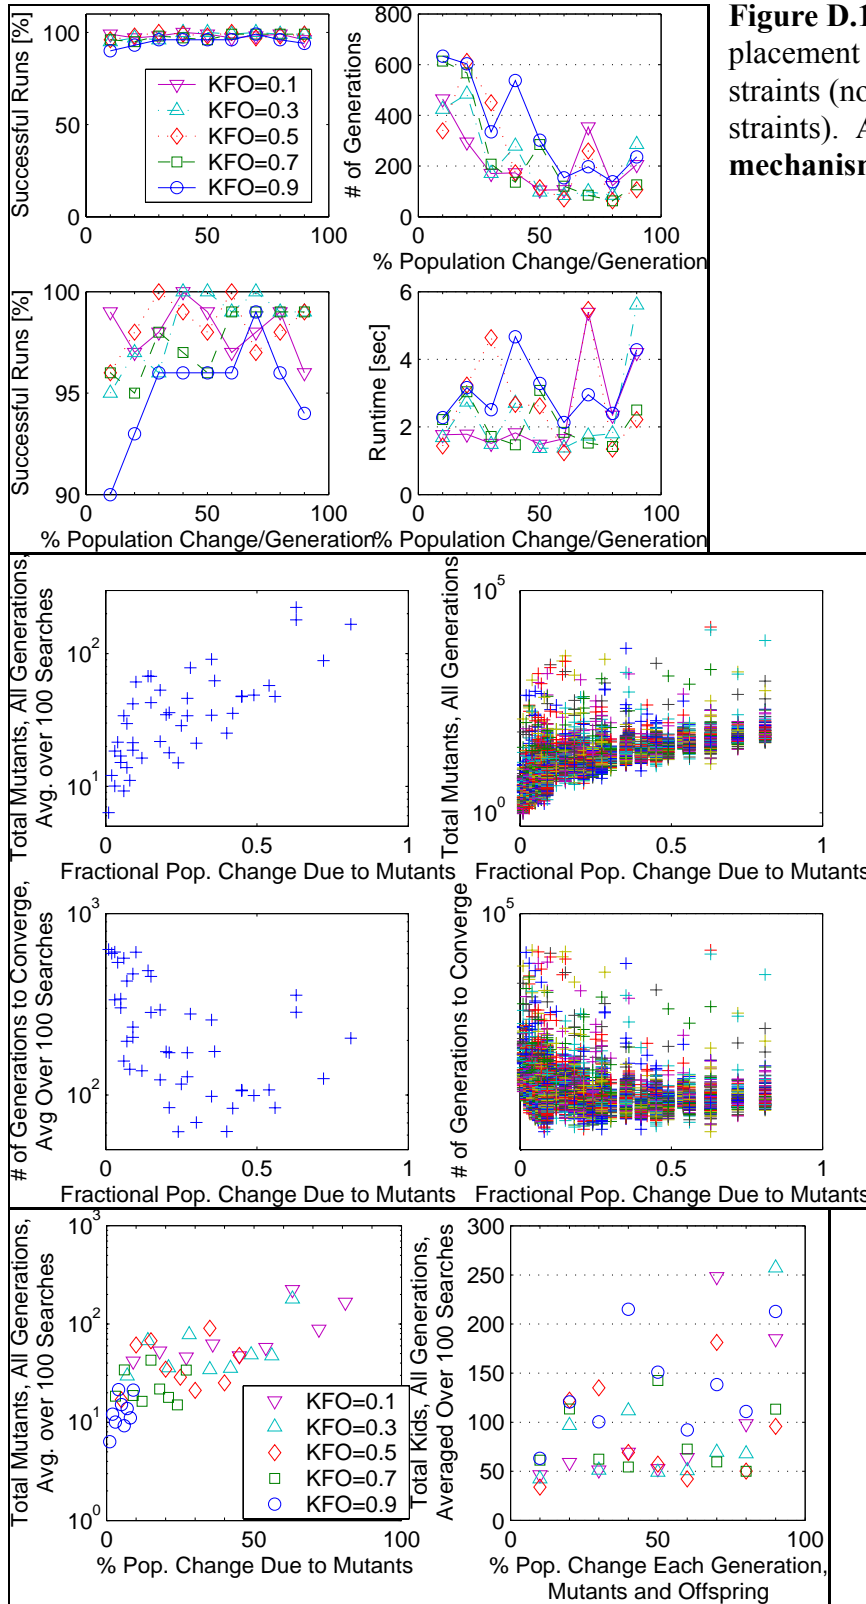 Figure D.1
placement
straints (no
straints). A
mechanism
Successful Runs [%]
100
50
0
0 50 100
KFO=0.1
KFO=0.3
KFO=0.5
KFO=0.7
KFO=0.9
# of Generations
800
600
400
200
0
0 50 100
% Population Change/Generation
Successful Runs [%]
100
95
90
0 50 100
% Population Change/Generation
Runtime [sec]
6
4
2
0
0 50 100
% Population Change/Generation
Total Mutants, All Generations,
Avg. over 100 Searches
10^2
10^1
0 0.5 1
Fractional Pop. Change Due to Mutants
Total Mutants, All Generations
10^5
10^0
0 0.5 1
Fractional Pop. Change Due to Mutants
# of Generations to Converge,
Avg Over 100 Searches
10^3
10^2
0 0.5 1
Fractional Pop. Change Due to Mutants
# of Generations to Converge
10^5
0 0.5 1
Fractional Pop. Change Due to Mutants
Total Mutants, All Generations,
Avg. over 100 Searches
10^3
10^2
10^1
10^0
0 50 100
% Pop. Change Due to Mutants
KFO=0.1
KFO=0.3
KFO=0.5
KFO=0.7
KFO=0.9
Total Kids, All Generations,
Averaged Over 100 Searches
300
250
200
150
100
50
0
0 20 40 60 80 100
% Pop. Change Each Generation,
Mutants and Offspring